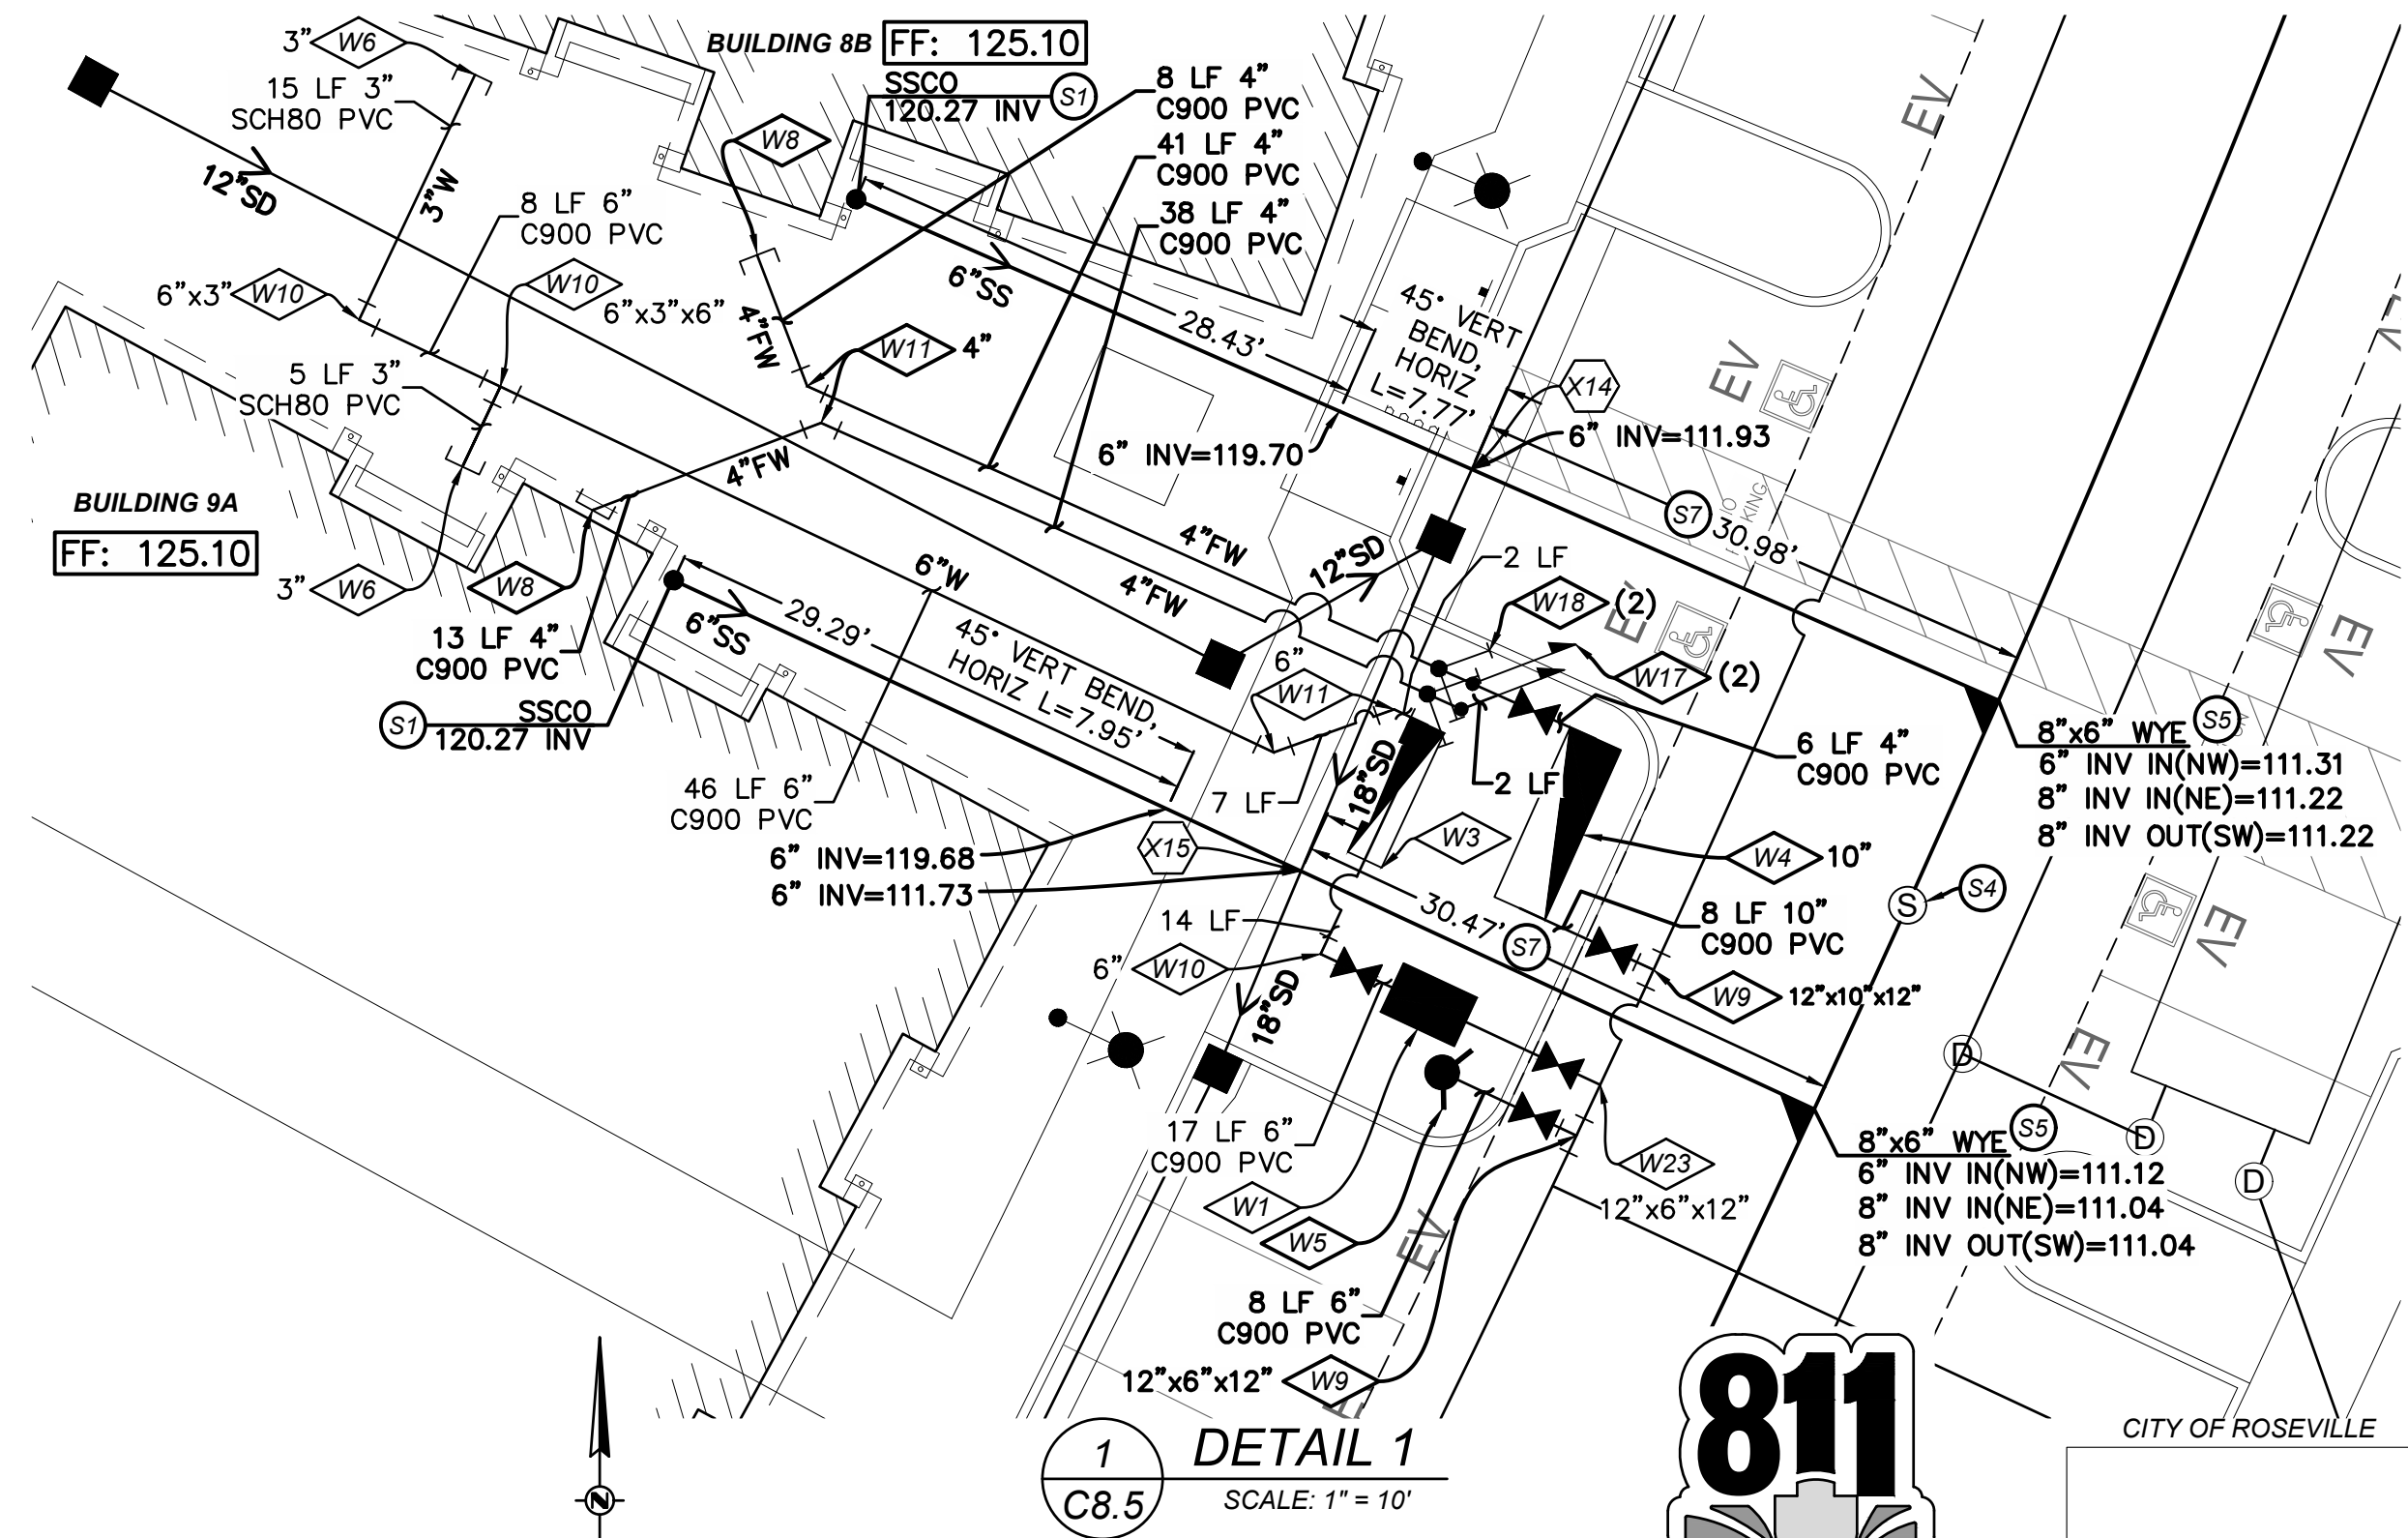 BUILDING 8B
FF: 125.10
3” W6
15 LF 3”
SCH80 PVC
12”SD
3”W
SSCO
120.27 INV
S1
W8
8 LF 4”
C900 PVC
41 LF 4”
C900 PVC
38 LF 4”
C900 PVC
EV
8 LF 6”
C900 PVC
6”x3” W10
W10
6”x3”x6”
4”FW
6”SS
28.43’
W11 4”
45° VERT
BEND,
HORIZ
L=7.77’
X14
EV
5 LF 3”
SCH80 PVC
6” INV=119.70
6” INV=111.93
4”FW
BUILDING 9A
FF: 125.10
3” W6
W8
13 LF 4”
C900 PVC
S1
SSCO
120.27 INV
29.29’
6”SS
6”W
4”FW
4”FW
12”SD
S7
30.98’
KING
2 LF
W18 (2)
W17 (2)
EV
EV
45° VERT BEND,
HORIZ L=7.95’
6”
W11
46 LF 6”
C900 PVC
7 LF
18”SD
2 LF
6 LF 4”
C900 PVC
8”x6” WYE
S5
6” INV IN(NW)=111.31
8” INV IN(NE)=111.22
8” INV OUT(SW)=111.22
6” INV=119.68
6” INV=111.73
X15
W3
W4 10”
30.47’
S7
S
S4
14 LF
6” W10
8 LF 10”
C900 PVC
W9 12”x10”x12”
EV
18”SD
EV
D
D
D
17 LF 6”
C900 PVC
W1
W5
W23
12”x6”x12”
8”x6” WYE
S5
6” INV IN(NW)=111.12
8” INV IN(NE)=111.04
8” INV OUT(SW)=111.04
EV
8 LF 6”
C900 PVC
12”x6”x12” W9
1
C8.5
DETAIL 1
SCALE: 1" = 10'
N
811
CITY OF ROSEVILLE